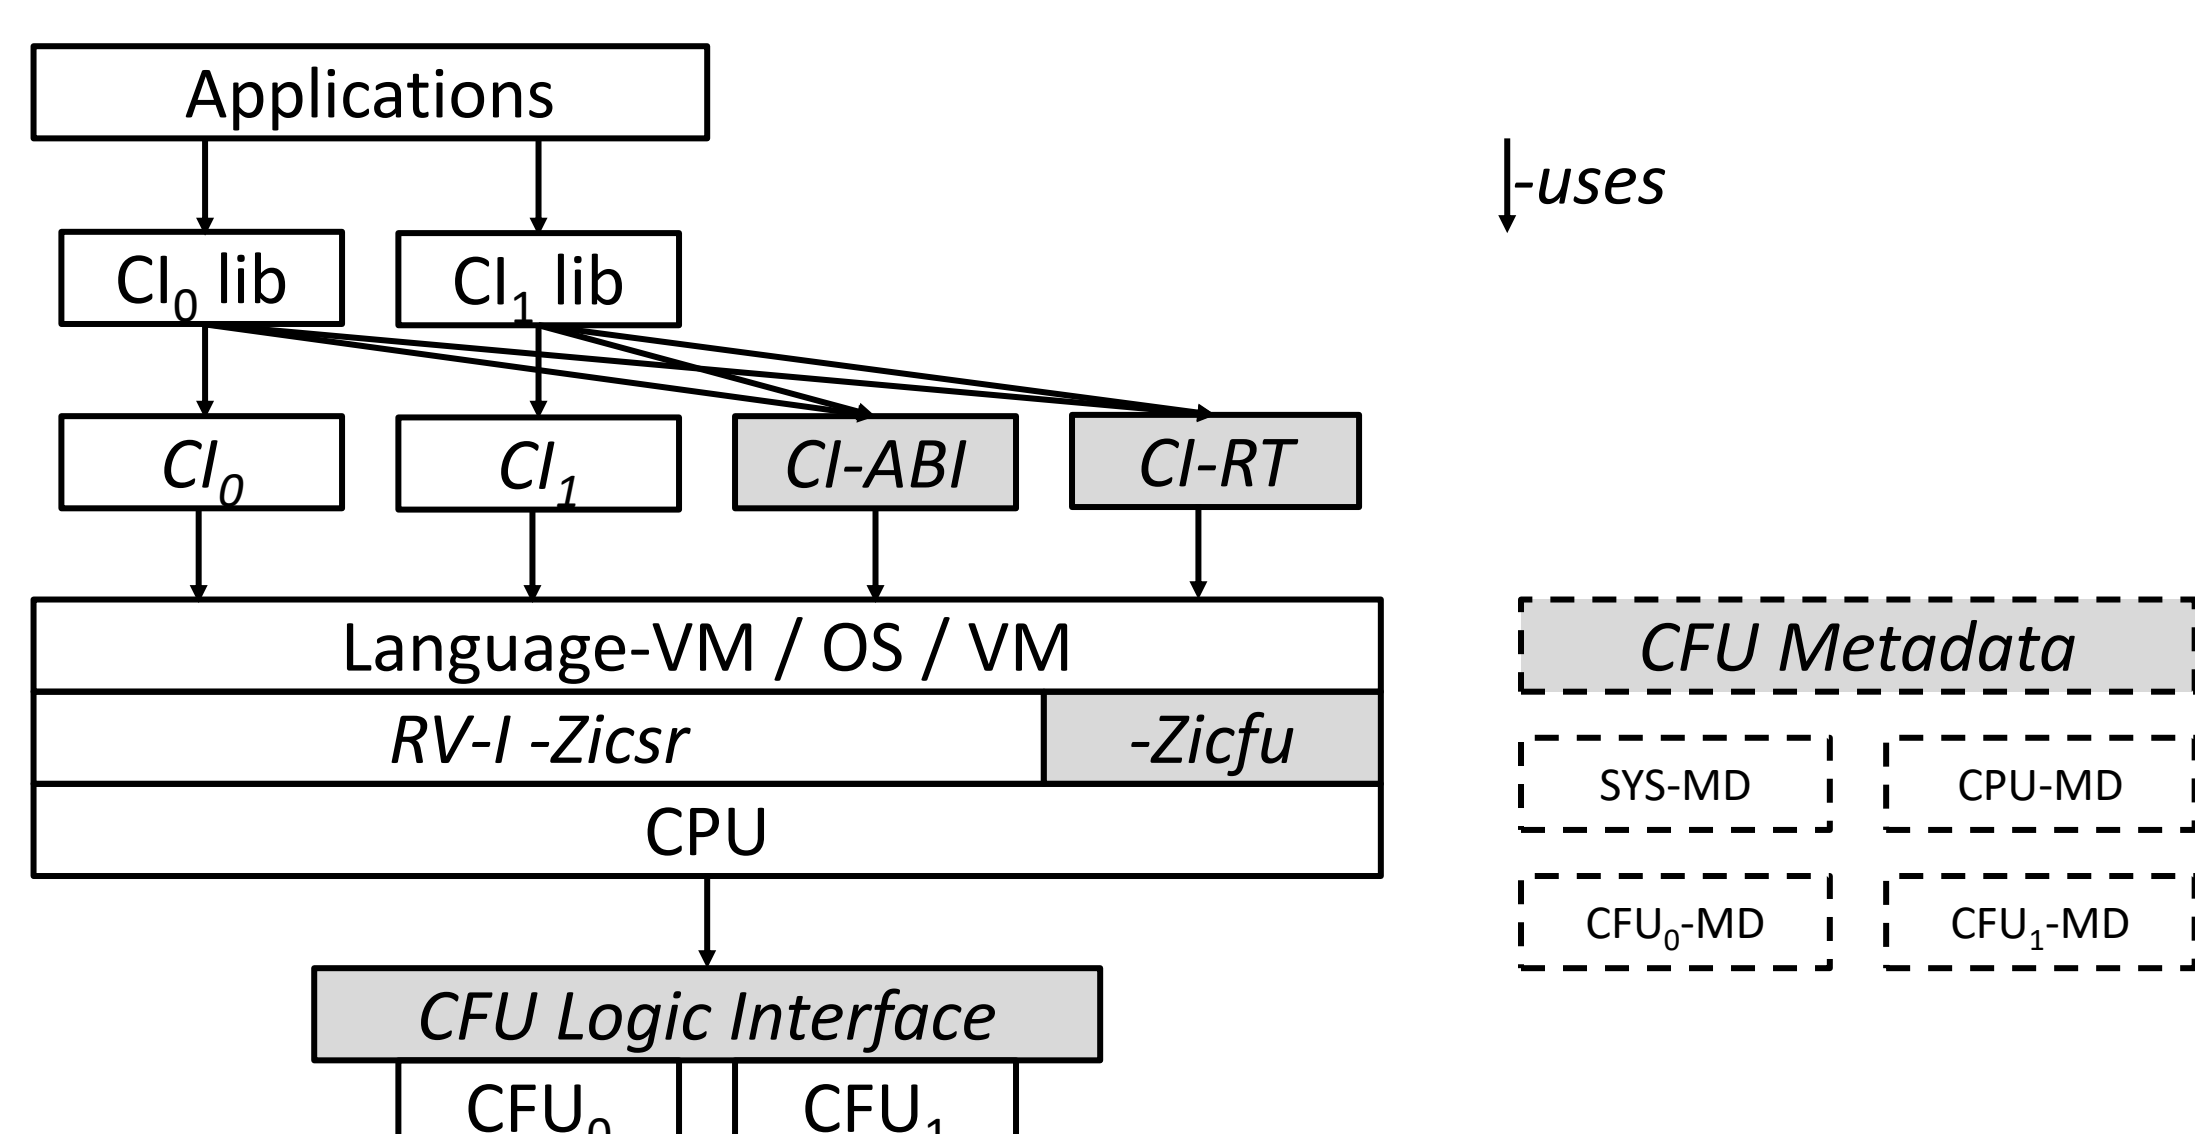 Applications
-uses
CI₀ lib
CI₁ lib
CI₀
CI₁
CI-ABI
CI-RT
Language-VM / OS / VM
CFU Metadata
RV-I -Zicsr
-Zicfu
SYS-MD
CPU-MD
CPU
CFU₀-MD
CFU₁-MD
CFU Logic Interface
CFU₀
CFU₁